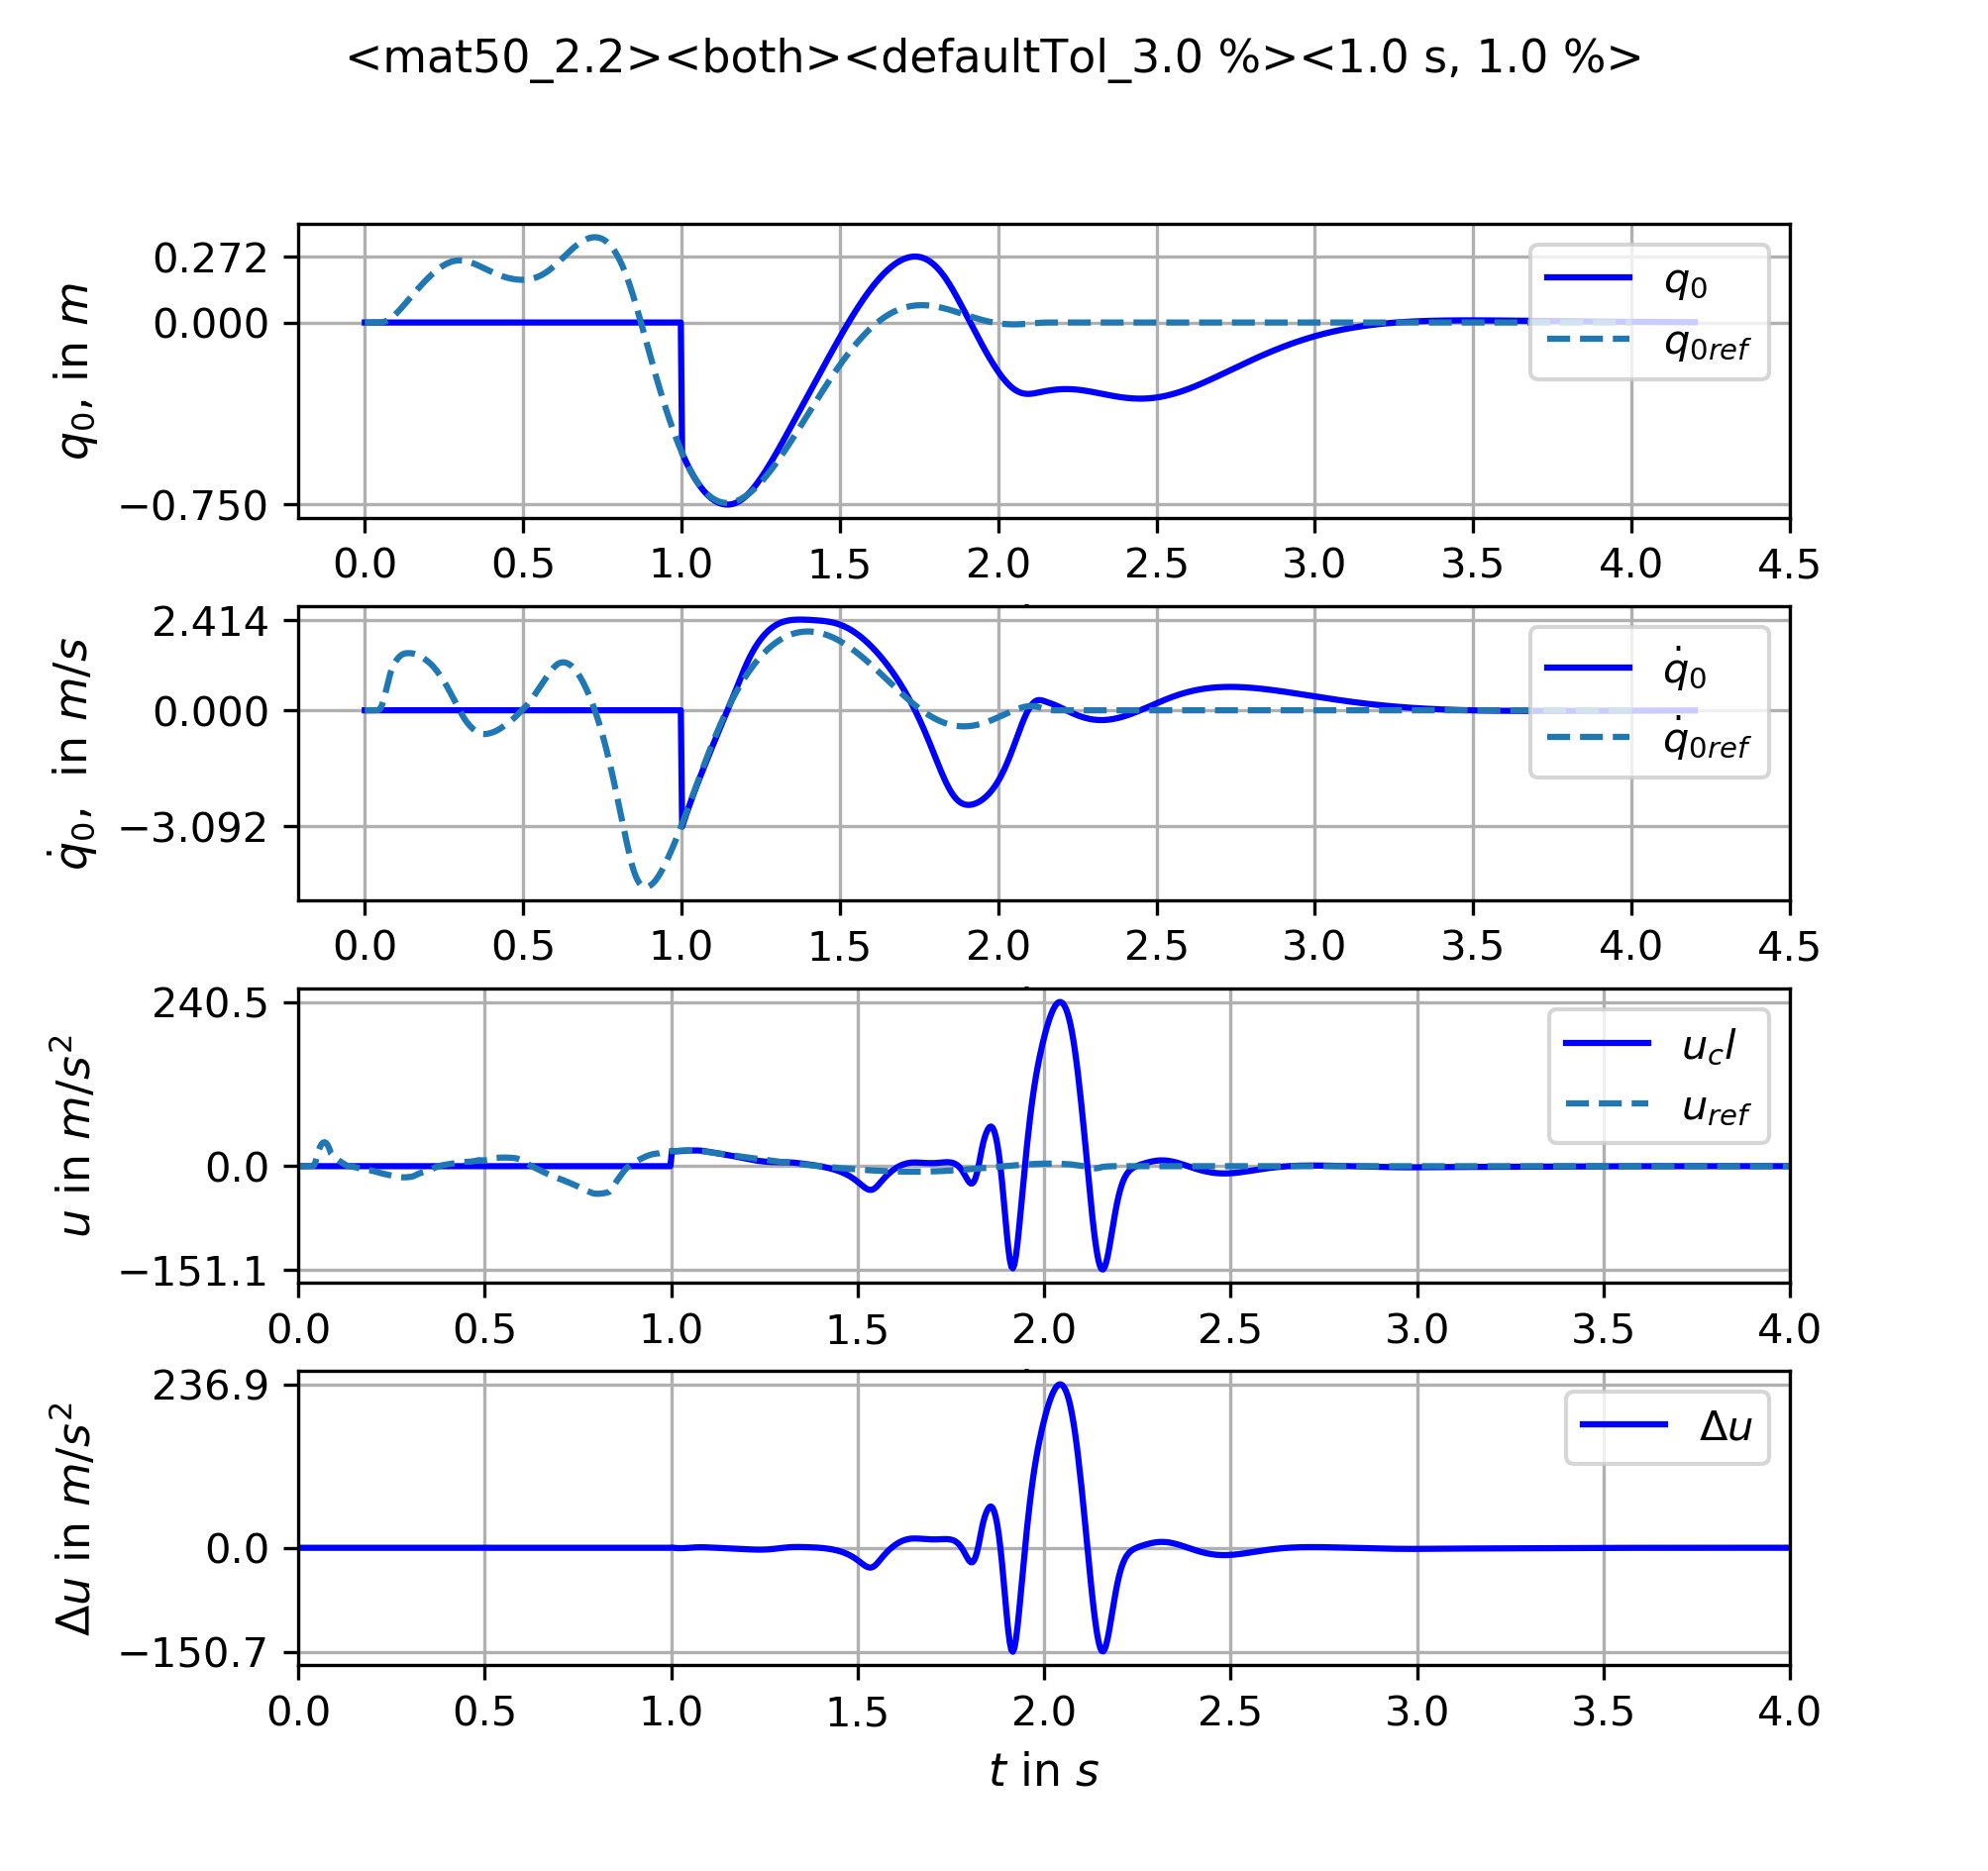 <mat50_2.2><both><defaultTol_3.0 %><1.0 s, 1.0 %>
q₀, in m
0.272
0.000
−0.750
q₀
q₀ref
0.0 0.5 1.0 1.5 2.0 2.5 3.0 3.5 4.0 4.5
q̇₀, in m/s
2.414
0.000
−3.092
q̇₀
q̇₀ref
0.0 0.5 1.0 1.5 2.0 2.5 3.0 3.5 4.0 4.5
u in m/s²
240.5
0.0
−151.1
u_cl
u_ref
0.0 0.5 1.0 1.5 2.0 2.5 3.0 3.5 4.0
Δu in m/s²
236.9
0.0
−150.7
Δu
0.0 0.5 1.0 1.5 2.0 2.5 3.0 3.5 4.0
t in s